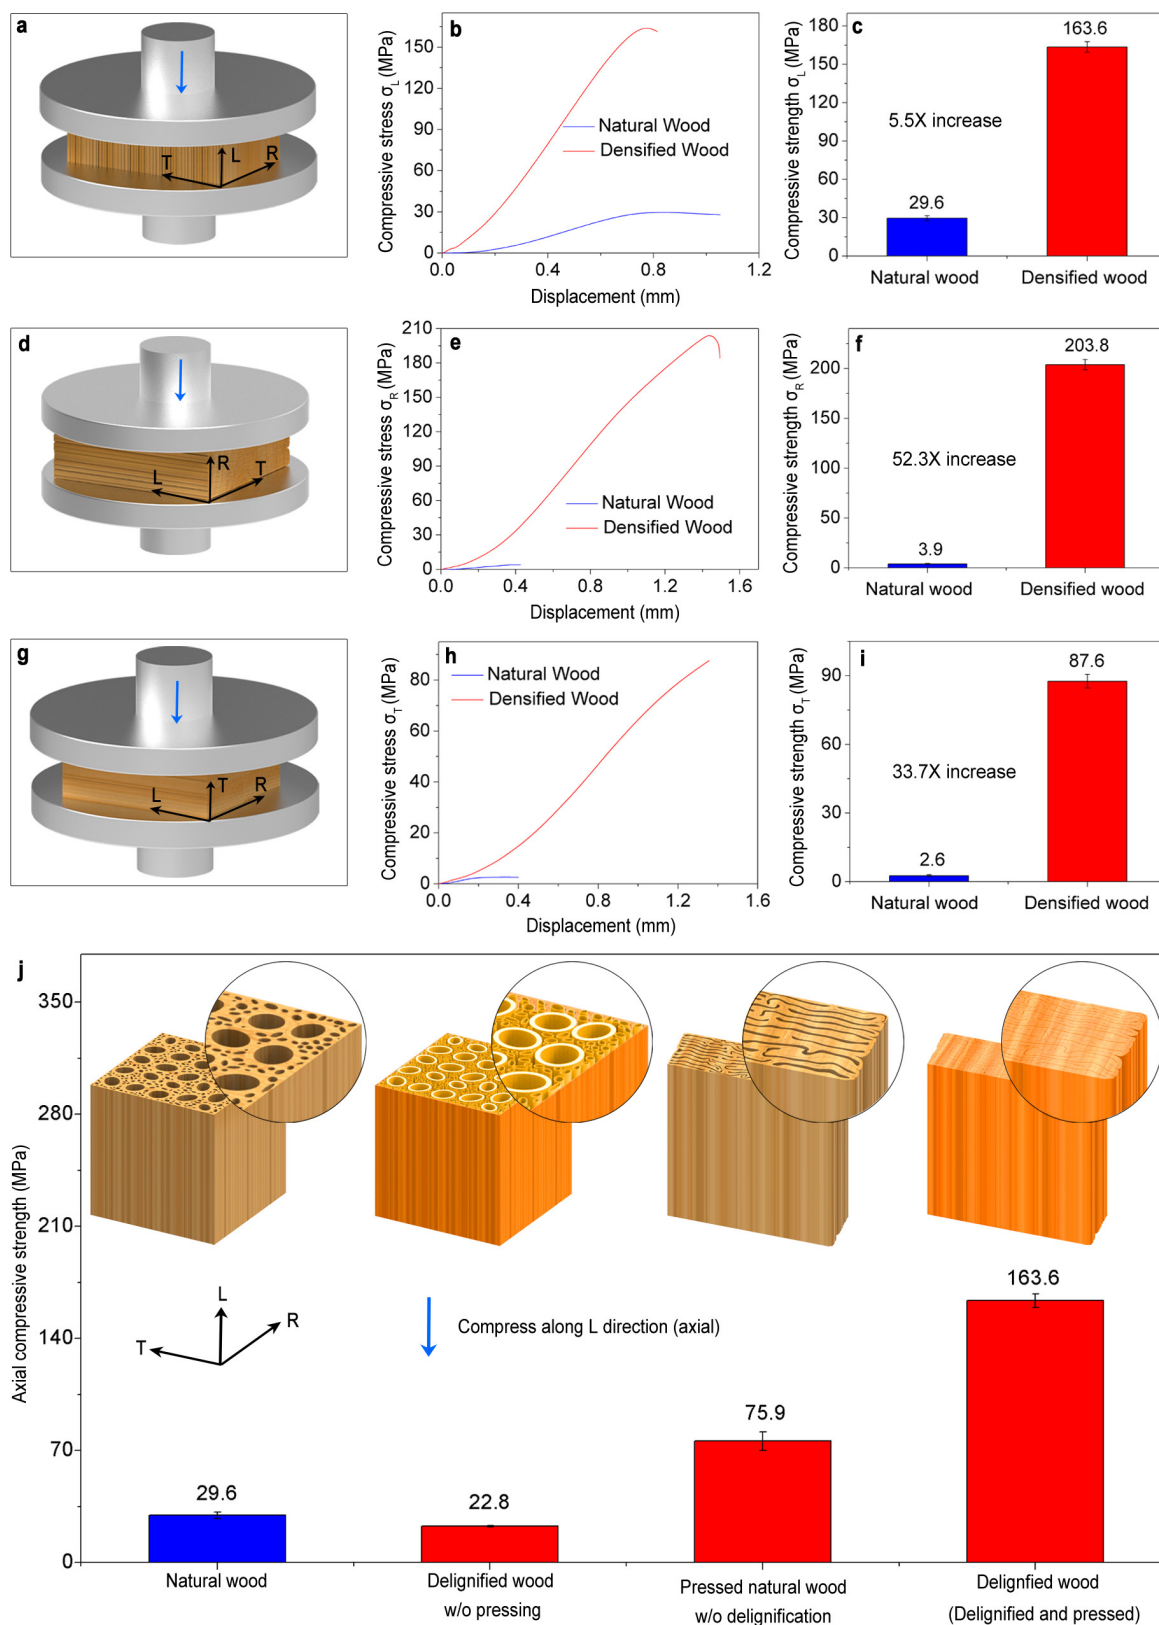 a
T
L
R
b
Compressive stress σL (MPa)
150
120
90
60
30
0
Natural Wood
Densified Wood
0.0
0.4
0.8
1.2
Displacement (mm)
c
Compressive strength σL (MPa)
180
150
120
90
60
30
0
163.6
5.5X increase
29.6
Natural wood
Densified wood
d
L
R
T
e
Compressive stress σR (MPa)
210
180
150
120
90
60
30
0
Natural Wood
Densified Wood
0.0
0.4
0.8
1.2
1.6
Displacement (mm)
f
Compressive strength σR (MPa)
200
150
100
50
0
203.8
52.3X increase
3.9
Natural wood
Densified wood
g
L
T
R
h
Compressive stress σT (MPa)
80
60
40
20
0
Natural Wood
Densified Wood
0.0
0.4
0.8
1.2
1.6
Displacement (mm)
i
Compressive strength σT (MPa)
90
60
30
0
87.6
33.7X increase
2.6
Natural wood
Densified wood
j
Axial compressive strength (MPa)
350
280
210
140
70
0
L
R
T
Compress along L direction (axial)
29.6
22.8
75.9
163.6
Natural wood
Delignified wood
w/o pressing
Pressed natural wood
w/o delignification
Delignfied wood
(Delignified and pressed)